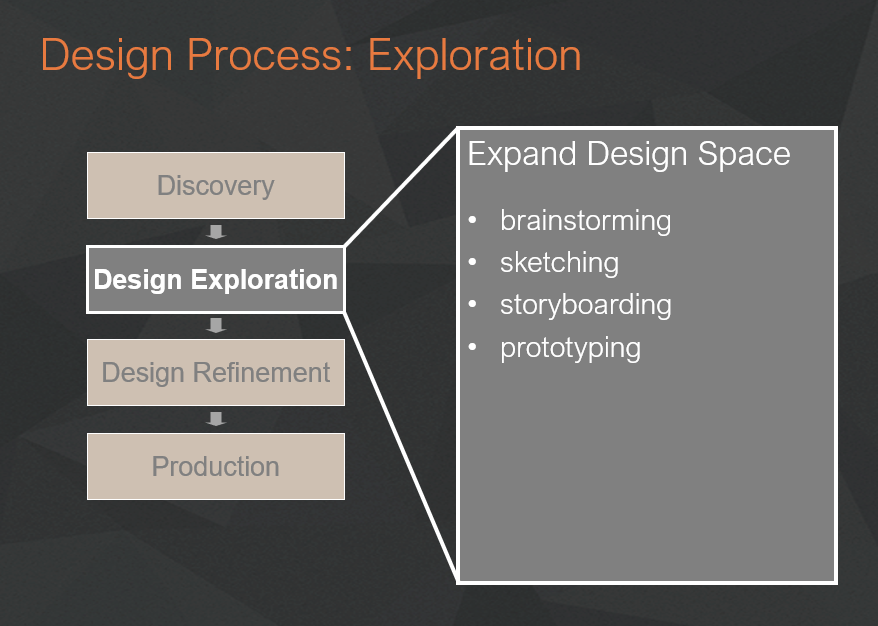 Design Process: Exploration
Discovery
Design Exploration
Design Refinement
Production
Expand Design Space
• brainstorming
• sketching
• storyboarding
• prototyping